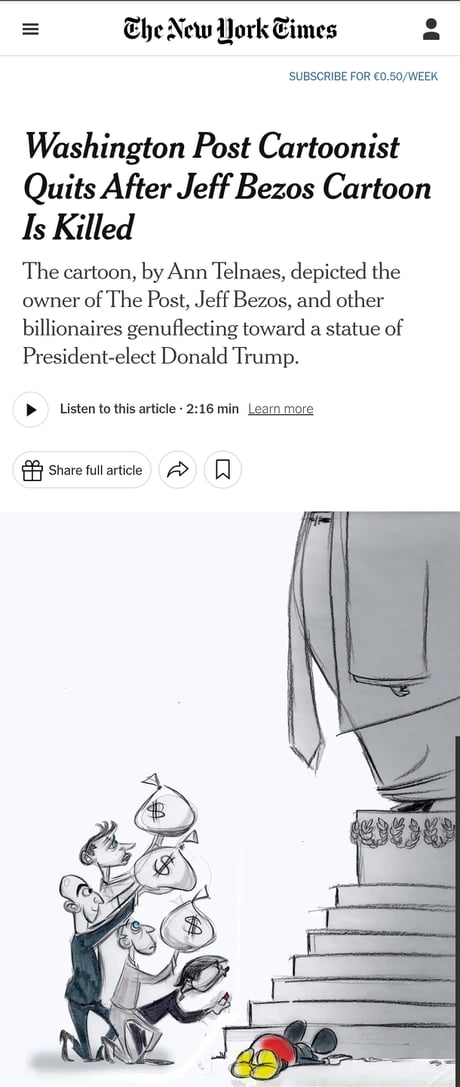 The New York Times
SUBSCRIBE FOR €0.50/WEEK
Washington Post Cartoonist
Quits After Jeff Bezos Cartoon
Is Killed
The cartoon, by Ann Telnaes, depicted the
owner of The Post, Jeff Bezos, and other
billionaires genuflecting toward a statue of
President-elect Donald Trump.
Listen to this article · 2:16 min Learn more
Share full article
$
$
$